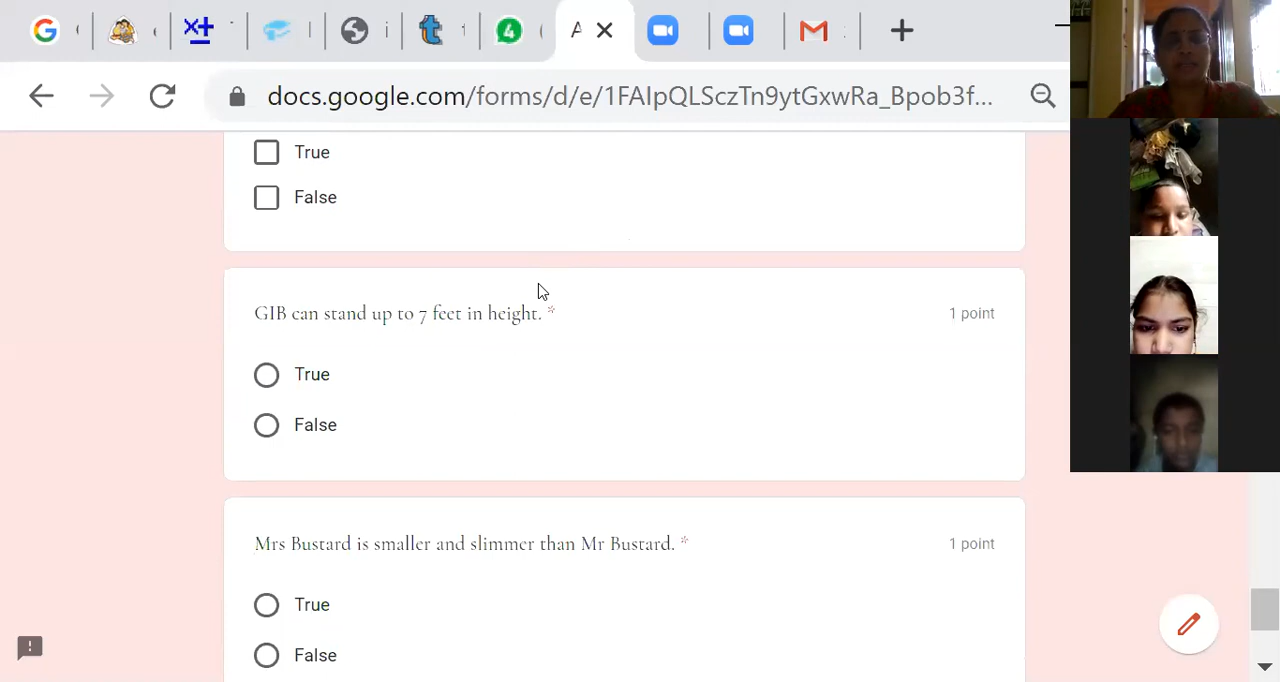 docs.google.com/forms/d/e/1FAIpQLSczTn9ytGxwRa_Bpob3f...
True
False
GIB can stand up to 7 feet in height. *
1 point
True
False
Mrs Bustard is smaller and slimmer than Mr Bustard. *
1 point
True
False